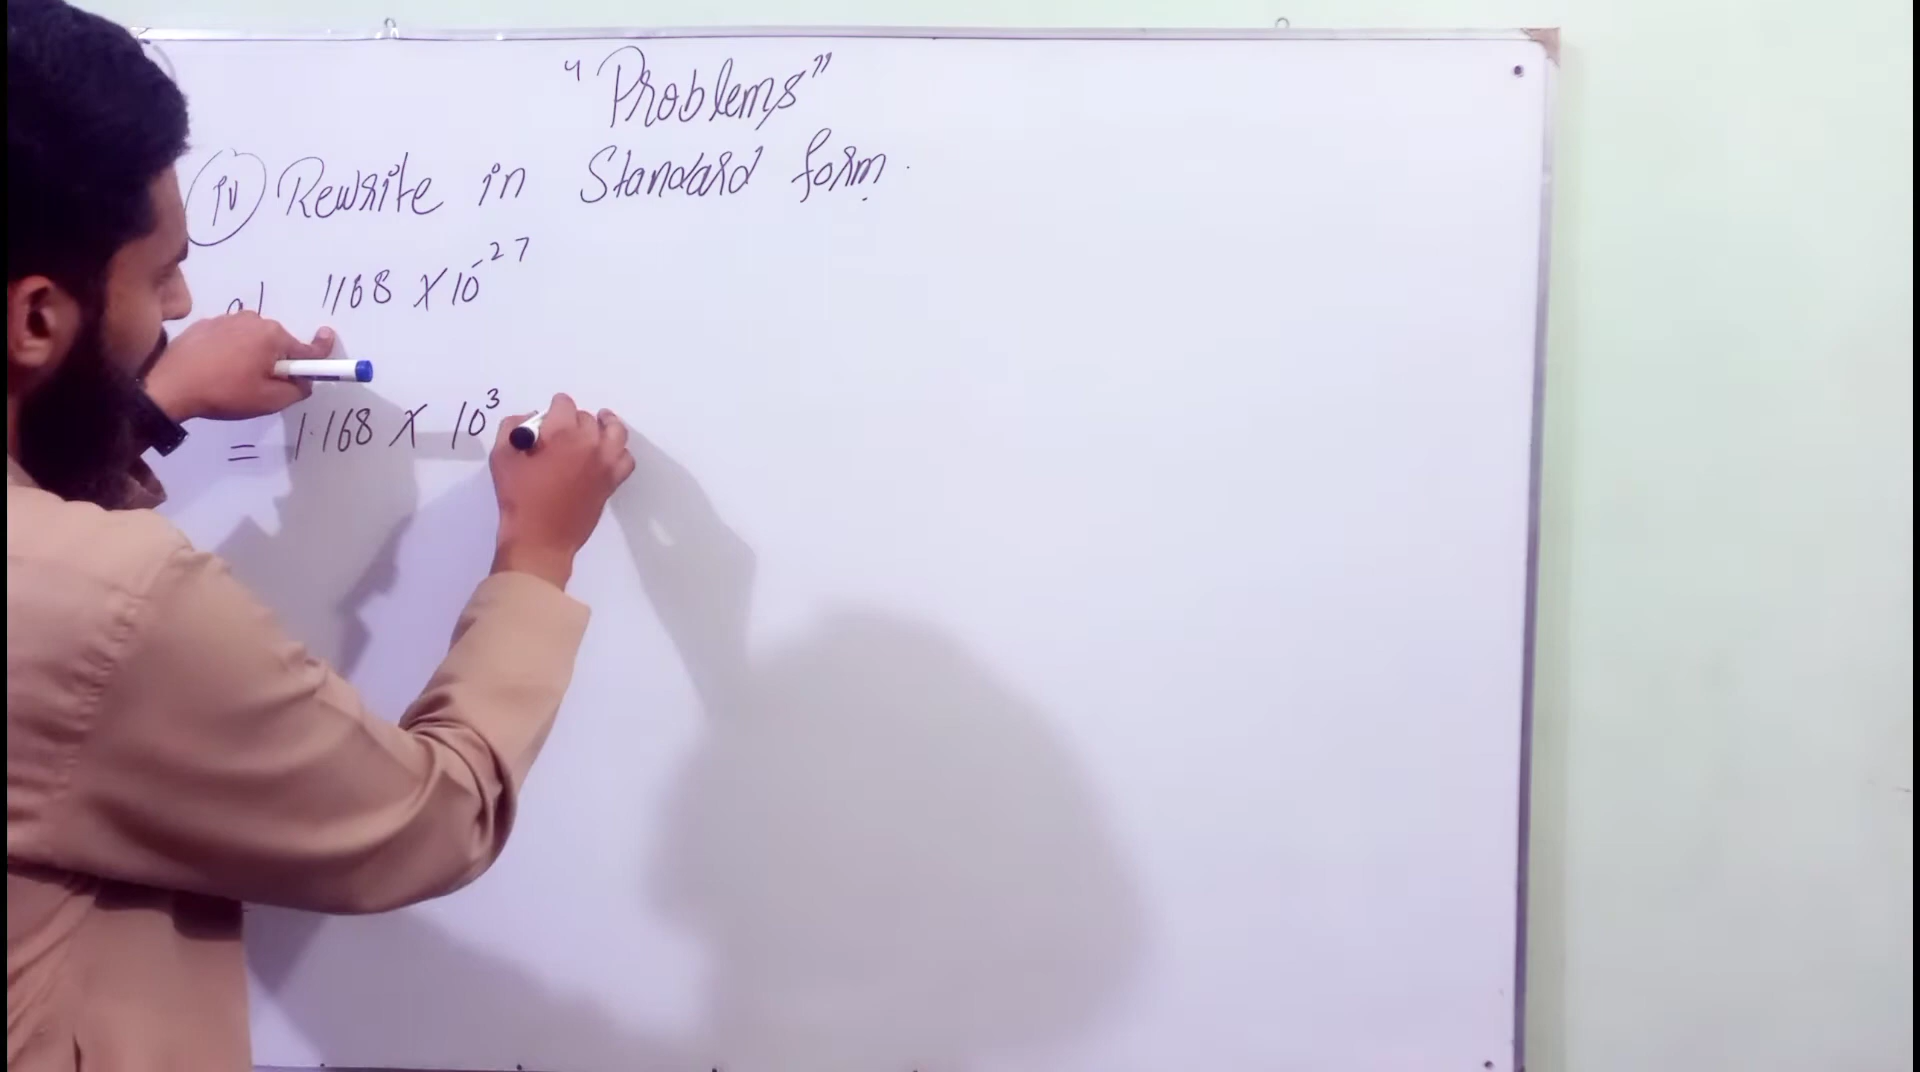 "Problems"
iv Rewrite in Standard form.
a) 1168 × 10⁻²⁷
= 1.168 × 10³